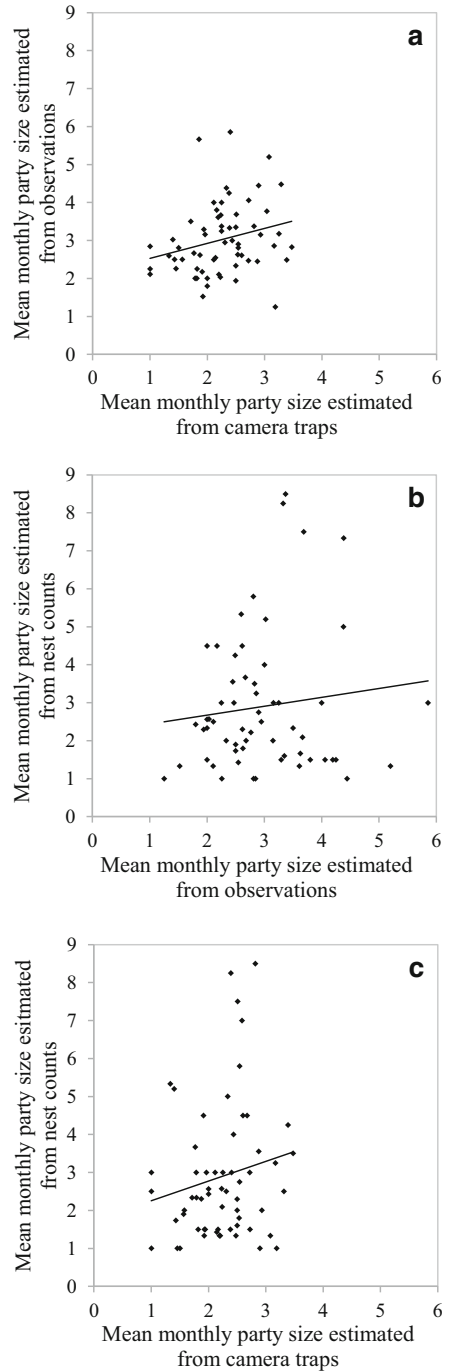 a
9
8
7
6
5
4
3
2
1
0
Mean monthly party size estimated
from observations
0 1 2 3 4 5 6
Mean monthly party size estimated
from camera traps
b
9
8
7
6
5
4
3
2
1
0
Mean monthly party size estimated
from nest counts
0 1 2 3 4 5 6
Mean monthly party size estimated
from observations
c
9
8
7
6
5
4
3
2
1
0
Mean monthly party size esitmated
from nest counts
0 1 2 3 4 5 6
Mean monthly party size estimated
from camera traps